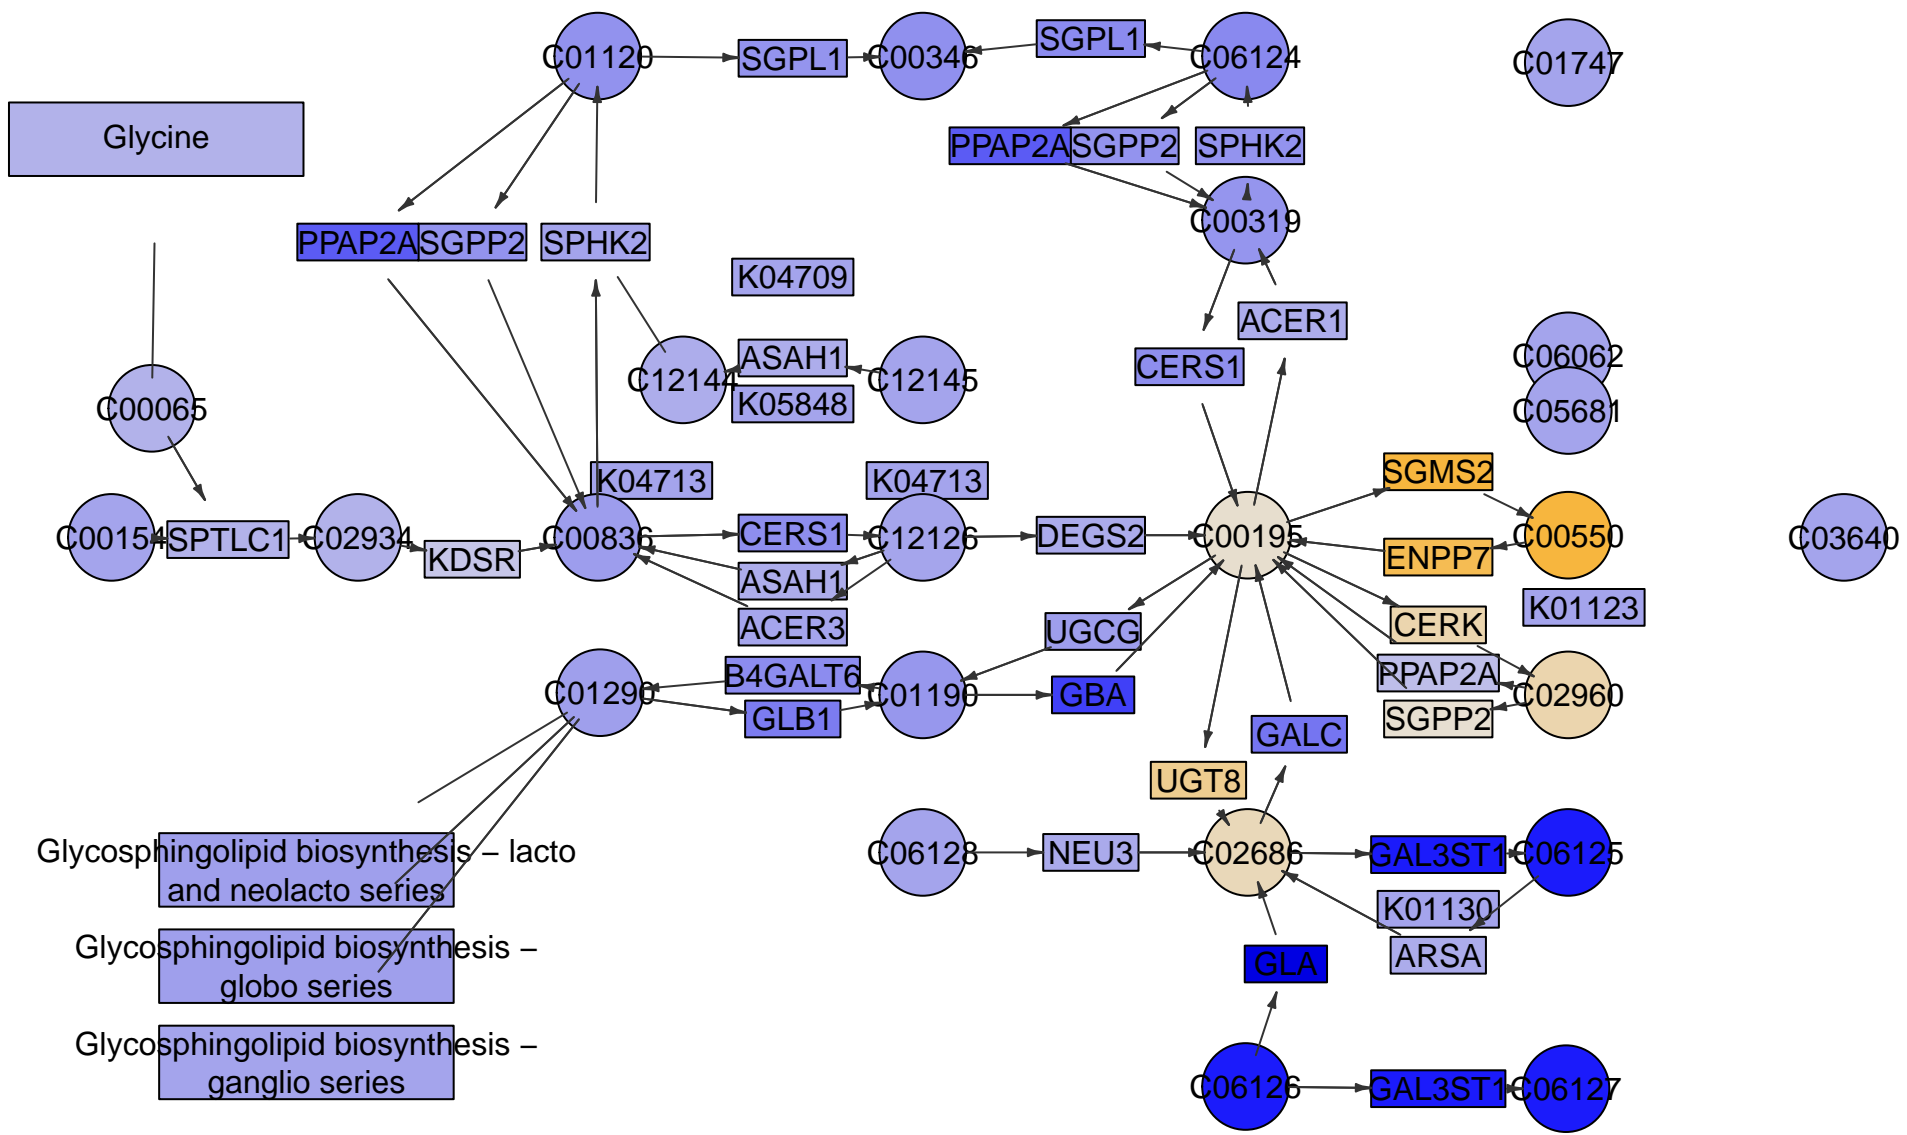 C01120
SGPL1
C00346
SGPL1
C06124
C01747
Glycine
PPAP2A
SGPP2
SPHK2
C00319
PPAP2A
SGPP2
SPHK2
K04709
ACER1
C12144
ASAH1
C12145
K05848
CERS1
C06062
C05681
C00065
K04713
K04713
SGMS2
C00154
SPTLC1
C02934
KDSR
C00836
CERS1
C12126
DEGS2
C00195
C00550
C03640
ENPP7
ASAH1
K01123
ACER3
UGCG
CERK
C01290
B4GALT6
GLB1
C01190
GBA
PPAP2A
C02960
SGPP2
GALC
UGT8
Glycosphingolipid biosynthesis – lacto
and neolacto series
C06128
NEU3
C02686
GAL3ST1
C06125
K01130
ARSA
Glycosphingolipid biosynthesis –
globo series
GLA
Glycosphingolipid biosynthesis –
ganglio series
C06126
GAL3ST1
C06127